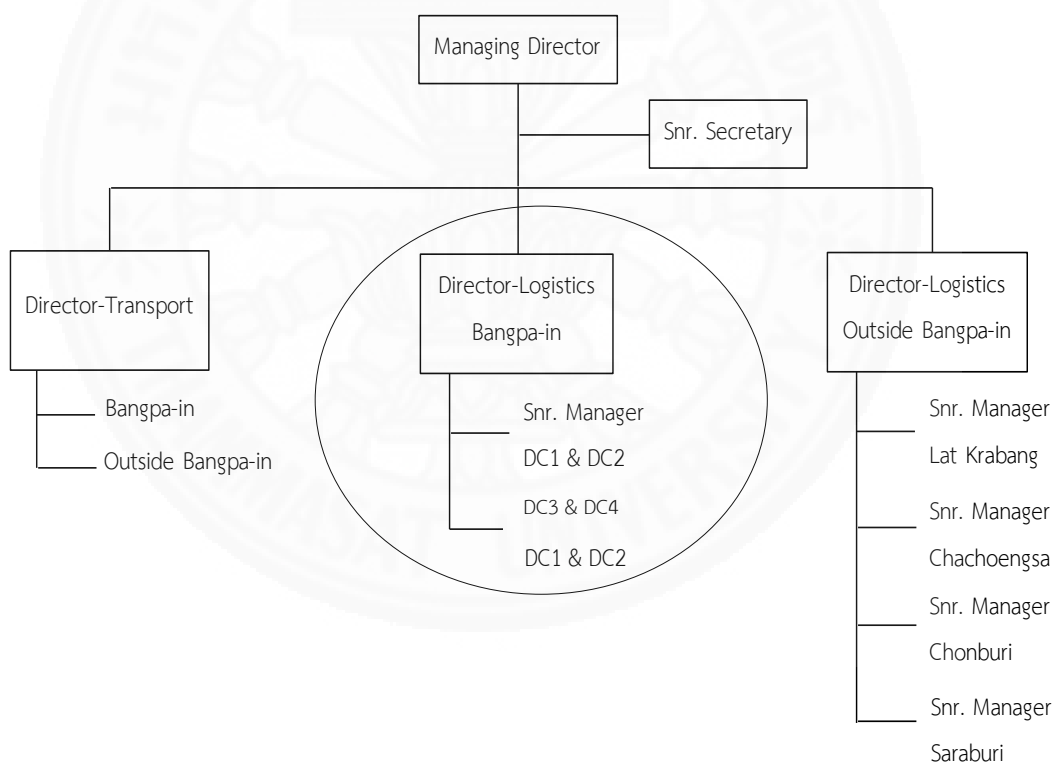 Managing Director
Snr. Secretary
Director-Transport
Bangpa-in
Outside Bangpa-in
Director-Logistics
Bangpa-in
Snr. Manager
DC1 & DC2
DC3 & DC4
DC1 & DC2
Director-Logistics
Outside Bangpa-in
Snr. Manager
Lat Krabang
Snr. Manager
Chachoengsa
Snr. Manager
Chonburi
Snr. Manager
Saraburi
THAMMASAT UNIVERSITY